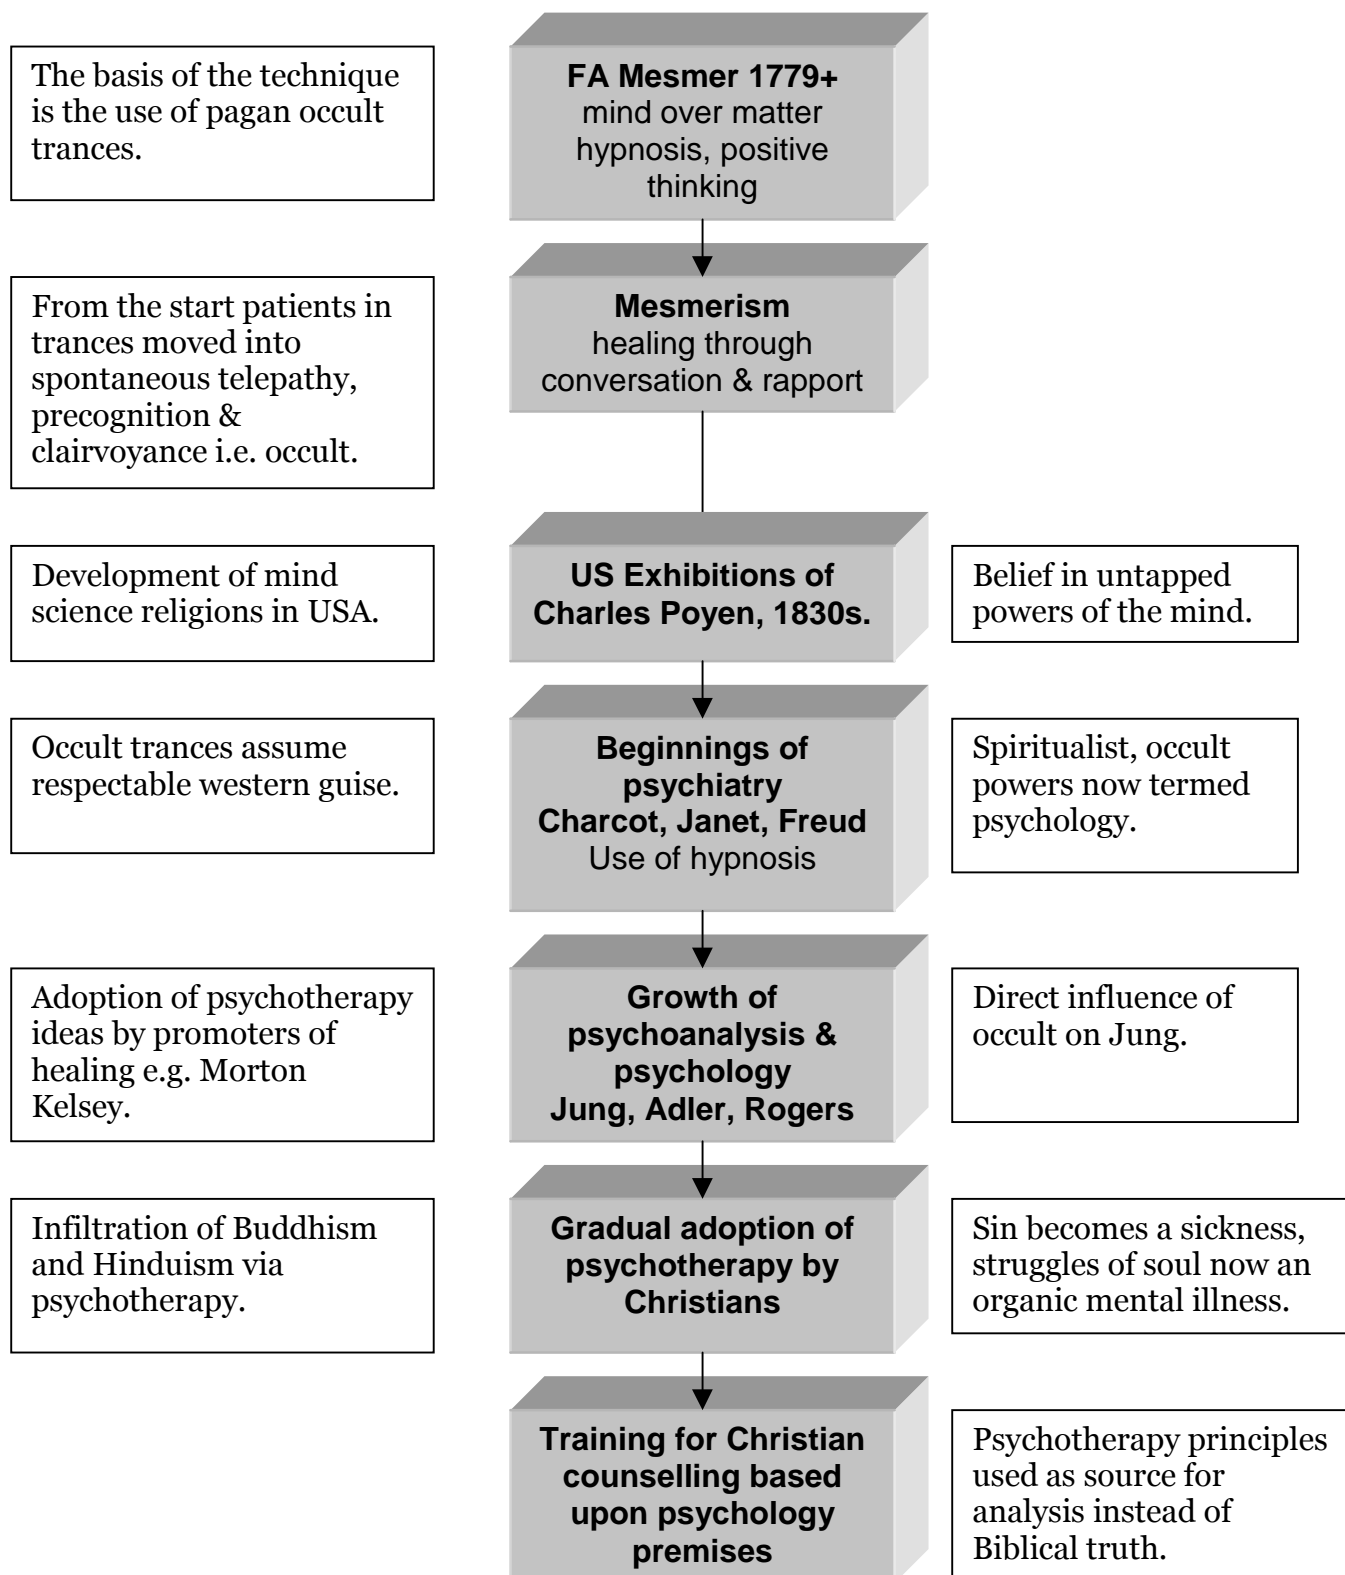 The basis of the technique
is the use of pagan occult
trances.
FA Mesmer 1779+
mind over matter
hypnosis, positive
thinking
From the start patients in
trances moved into
spontaneous telepathy,
precognition &
clairvoyance i.e. occult.
Mesmerism
healing through
conversation & rapport
Development of mind
science religions in USA.
US Exhibitions of
Charles Poyen, 1830s.
Belief in untapped
powers of the mind.
Occult trances assume
respectable western guise.
Beginnings of
psychiatry
Charcot, Janet, Freud
Use of hypnosis
Spiritualist, occult
powers now termed
psychology.
Adoption of psychotherapy
ideas by promoters of
healing e.g. Morton
Kelsey.
Growth of
psychoanalysis &
psychology
Jung, Adler, Rogers
Direct influence of
occult on Jung.
Infiltration of Buddhism
and Hinduism via
psychotherapy.
Gradual adoption of
psychotherapy by
Christians
Sin becomes a sickness,
struggles of soul now an
organic mental illness.
Training for Christian
counselling based
upon psychology
premises
Psychotherapy principles
used as source for
analysis instead of
Biblical truth.